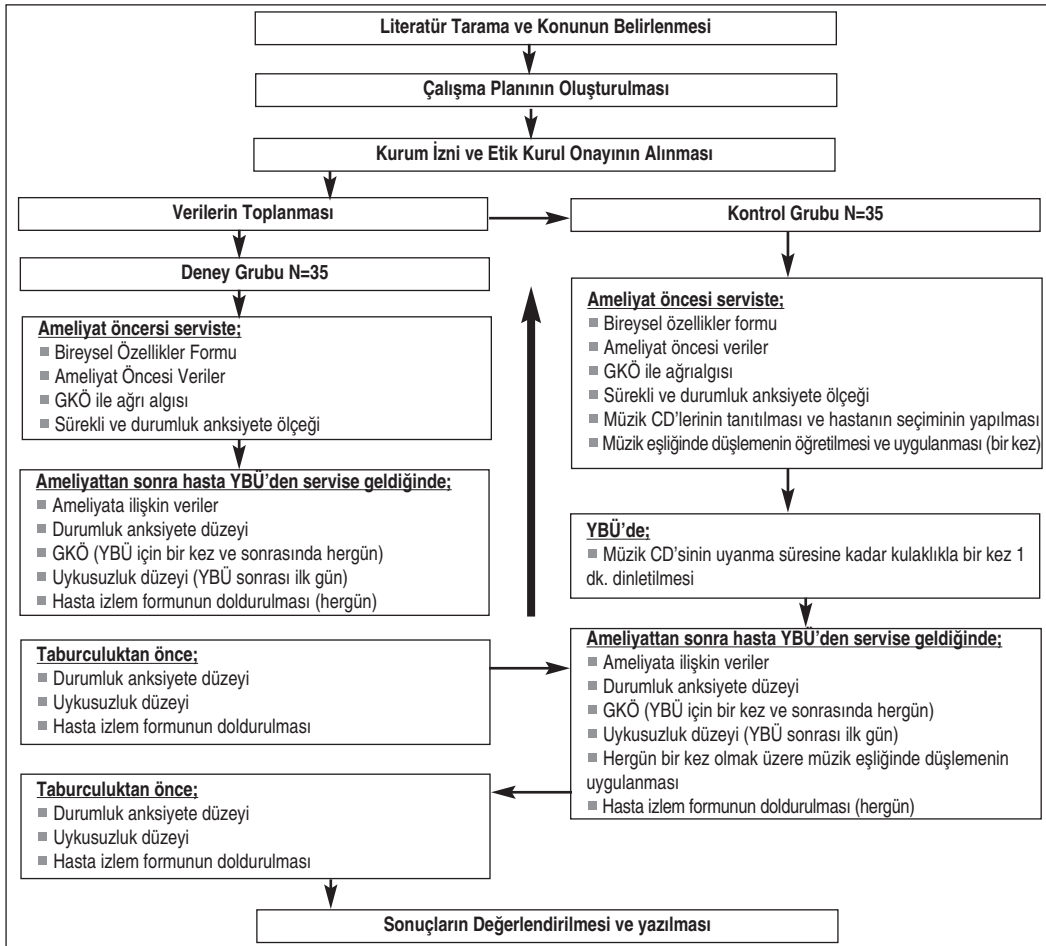 Literatür Tarama ve Konunun Belirlenmesi
Çalışma Planının Oluşturulması
Kurum İzni ve Etik Kurul Onayının Alınması
Verilerin Toplanması
Kontrol Grubu N=35
Deney Grubu N=35
Ameliyat öncersi serviste;
■ Bireysel Özellikler Formu
■ Ameliyat Öncesi Veriler
■ GKÖ ile ağrı algısı
■ Sürekli ve durumluk anksiyete ölçeği
Ameliyattan sonra hasta YBÜ'den servise geldiğinde;
■ Ameliyata ilişkin veriler
■ Durumluk anksiyete düzeyi
■ GKÖ (YBÜ için bir kez ve sonrasında hergün)
■ Uykusuzluk düzeyi (YBÜ sonrası ilk gün)
■ Hasta izlem formunun doldurulması (hergün)
Taburculuktan önce;
■ Durumluk anksiyete düzeyi
■ Uykusuzluk düzeyi
■ Hasta izlem formunun doldurulması
Ameliyat öncesi serviste;
■ Bireysel özellikler formu
■ Ameliyat öncesi veriler
■ GKÖ ile ağrıalgısı
■ Sürekli ve durumluk anksiyete ölçeği
■ Müzik CD'lerinin tanıtılması ve hastanın seçiminin yapılması
■ Müzik eşliğinde düşlemenin öğretilmesi ve uygulanması (bir kez)
YBÜ'de;
■ Müzik CD'sinin uyanma süresine kadar kulaklıkla bir kez 1
dk. dinletilmesi
Ameliyattan sonra hasta YBÜ'den servise geldiğinde;
■ Ameliyata ilişkin veriler
■ Durumluk anksiyete düzeyi
■ GKÖ (YBÜ için bir kez ve sonrasında hergün)
■ Uykusuzluk düzeyi (YBÜ sonrası ilk gün)
■ Hergün bir kez olmak üzere müzik eşliğinde düşlemenin
uygulanması
■ Hasta izlem formunun doldurulması (hergün)
Taburculuktan önce;
■ Durumluk anksiyete düzeyi
■ Uykusuzluk düzeyi
■ Hasta izlem formunun doldurulması
Sonuçların Değerlendirilmesi ve yazılması